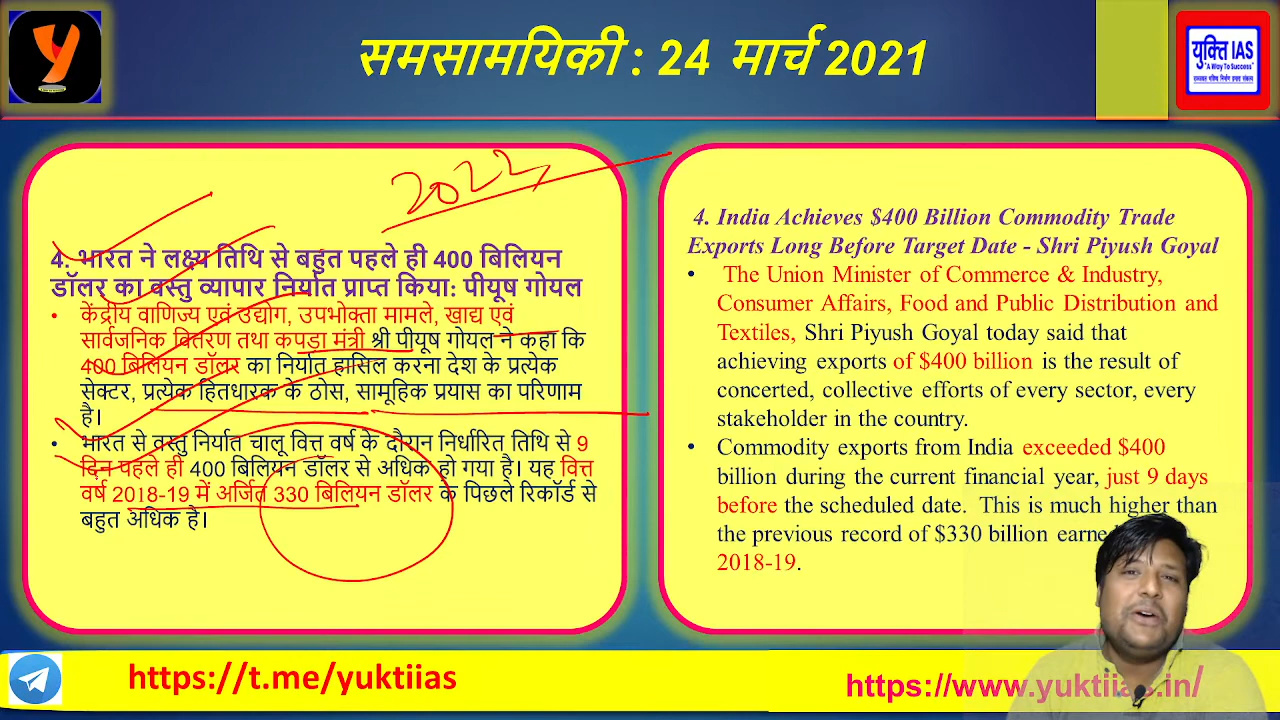 समसामयिकी : 24 मार्च 2021
युक्ति IAS
"A Way To Success"
2022
4. भारत ने लक्ष्य तिथि से बहुत पहले ही 400 बिलियन
डॉलर का वस्तु व्यापार निर्यात प्राप्त किया: पीयूष गोयल
• केंद्रीय वाणिज्य एवं उद्योग, उपभोक्ता मामले, खाद्य एवं
सार्वजनिक वितरण तथा कपड़ा मंत्री श्री पीयूष गोयल ने कहा कि
400 बिलियन डॉलर का निर्यात हासिल करना देश के प्रत्येक
सेक्टर, प्रत्येक हितधारक के ठोस, सामूहिक प्रयास का परिणाम
है।
• भारत से वस्तु निर्यात चालू वित्त वर्ष के दौरान निर्धारित तिथि से 9
दिन पहले ही 400 बिलियन डॉलर से अधिक हो गया है। यह वित्त
वर्ष 2018-19 में अर्जित 330 बिलियन डॉलर के पिछले रिकॉर्ड से
बहुत अधिक है।
4. India Achieves $400 Billion Commodity Trade
Exports Long Before Target Date - Shri Piyush Goyal
• The Union Minister of Commerce & Industry,
Consumer Affairs, Food and Public Distribution and
Textiles, Shri Piyush Goyal today said that
achieving exports of $400 billion is the result of
concerted, collective efforts of every sector, every
stakeholder in the country.
• Commodity exports from India exceeded $400
billion during the current financial year, just 9 days
before the scheduled date. This is much higher than
the previous record of $330 billion earne
2018-19.
https://t.me/yuktiias
https://www.yuktiias.in/